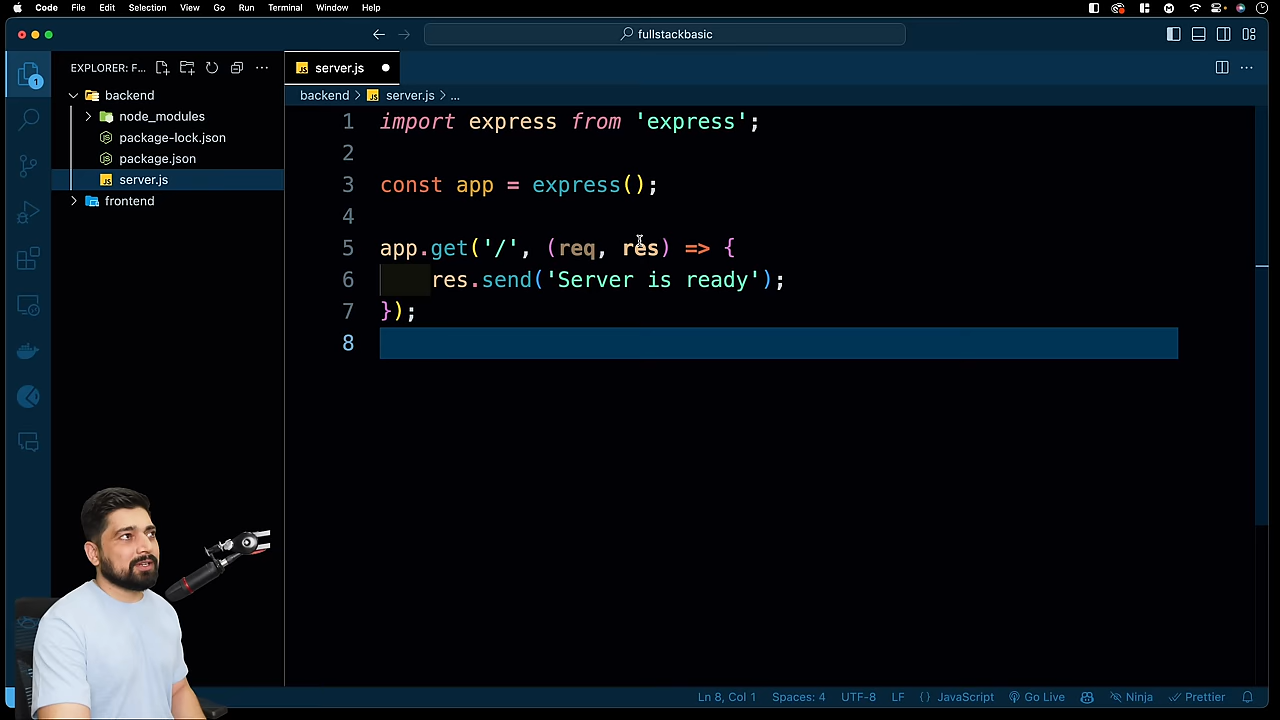 Code File Edit Selection View Go Run Terminal Window Help
fullstackbasic
EXPLORER: F...
server.js
backend
backend > server.js > ...
node_modules
package-lock.json
package.json
server.js
frontend
1
1 import express from 'express';
2
3 const app = express();
4
5 app.get('/', (req, res) => {
6 res.send('Server is ready');
7 });
8
Ln 8, Col 1 Spaces: 4 UTF-8 LF {} JavaScript Go Live Ninja Prettier